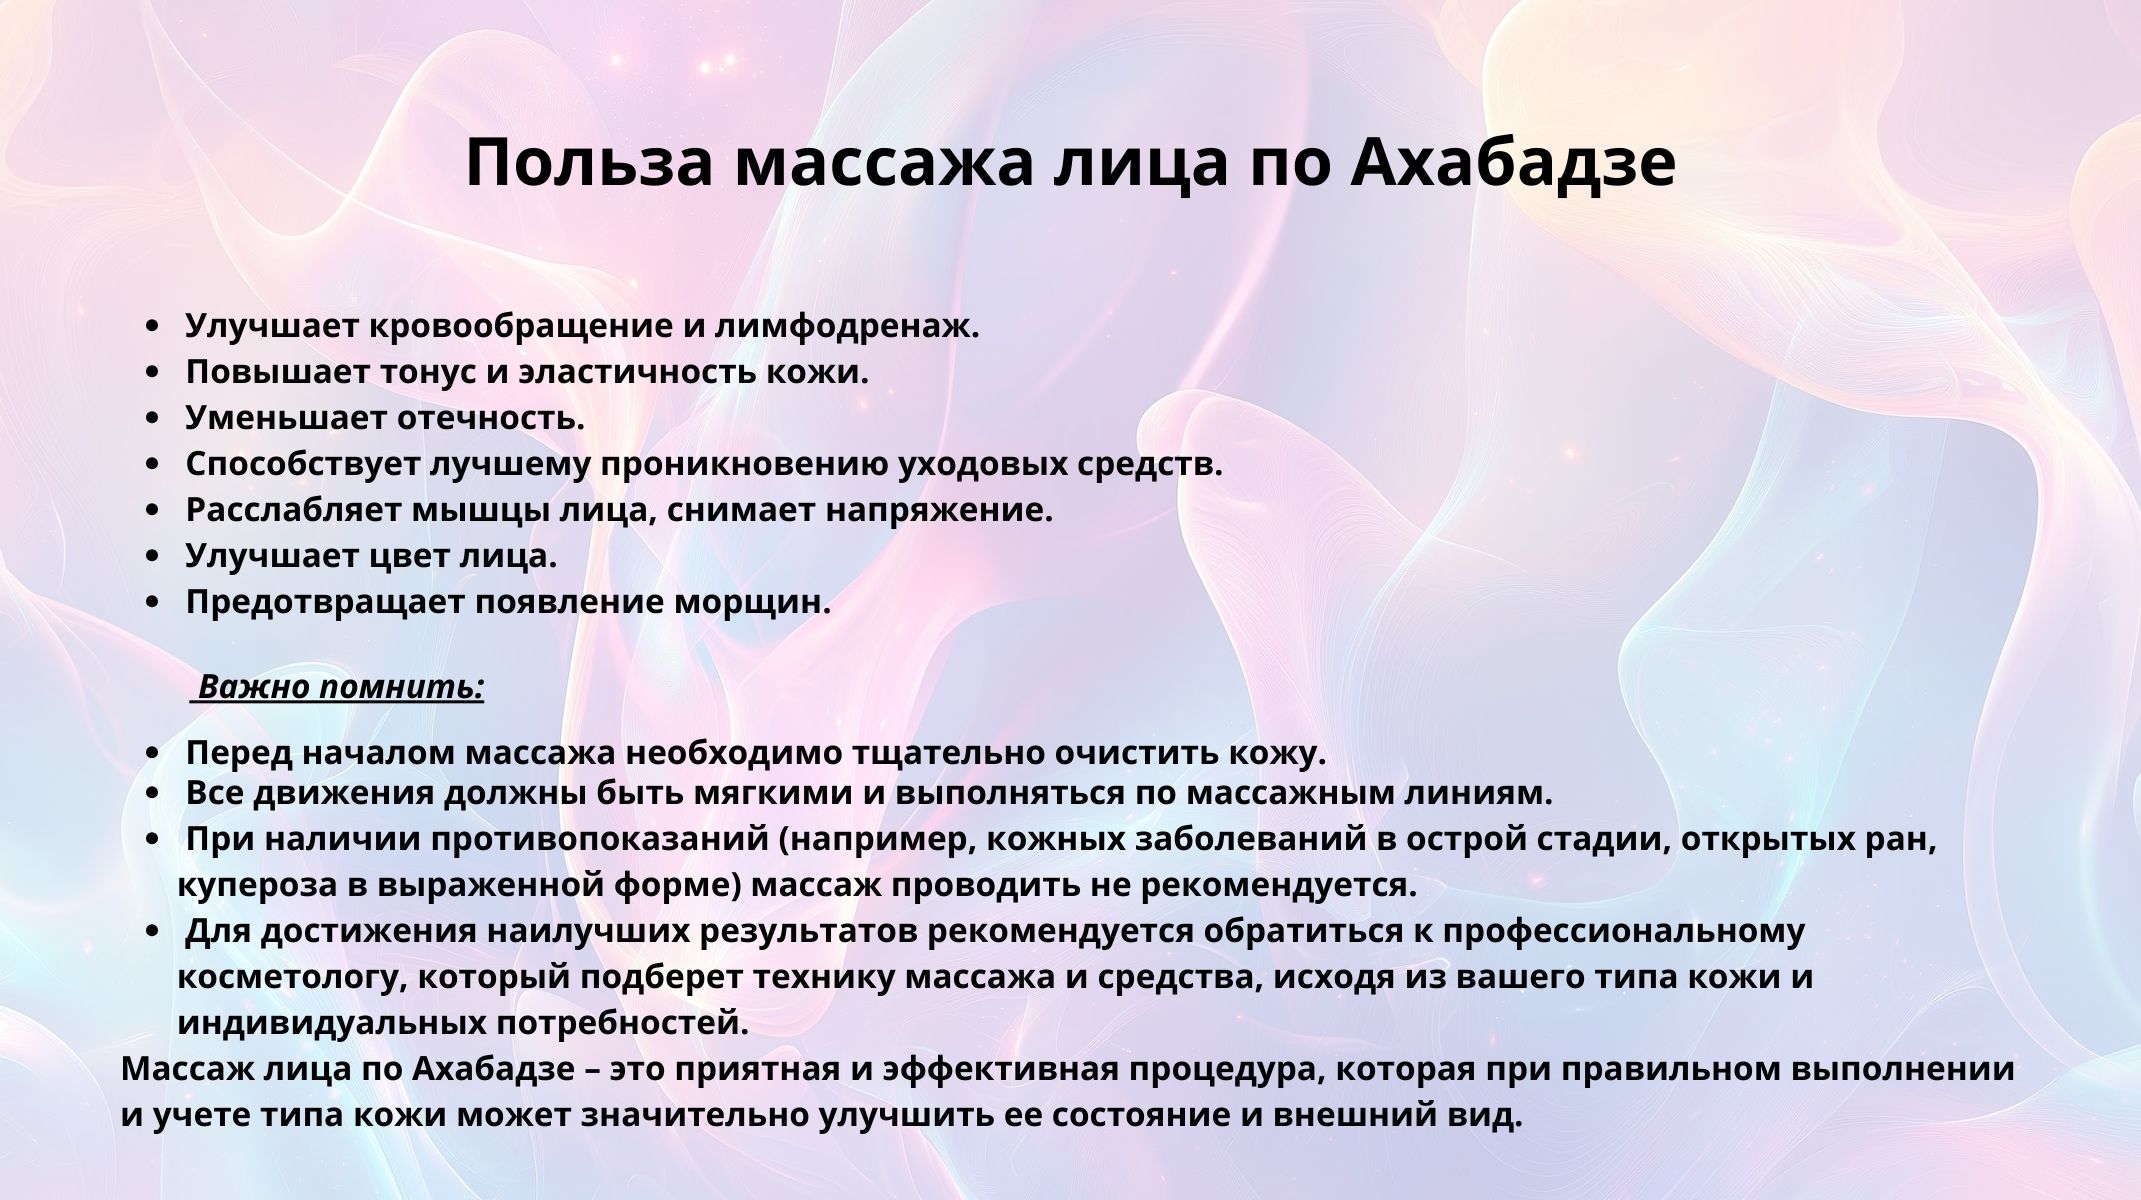 Польза массажа лица по Ахабадзе
• Улучшает кровообращение и лимфодренаж.
• Повышает тонус и эластичность кожи.
• Уменьшает отечность.
• Способствует лучшему проникновению уходовых средств.
• Расслабляет мышцы лица, снимает напряжение.
• Улучшает цвет лица.
• Предотвращает появление морщин.
Важно помнить:
• Перед началом массажа необходимо тщательно очистить кожу.
• Все движения должны быть мягкими и выполняться по массажным линиям.
• При наличии противопоказаний (например, кожных заболеваний в острой стадии, открытых ран,
купероза в выраженной форме) массаж проводить не рекомендуется.
• Для достижения наилучших результатов рекомендуется обратиться к профессиональному
косметологу, который подберет технику массажа и средства, исходя из вашего типа кожи и
индивидуальных потребностей.
Массаж лица по Ахабадзе – это приятная и эффективная процедура, которая при правильном выполнении
и учете типа кожи может значительно улучшить ее состояние и внешний вид.